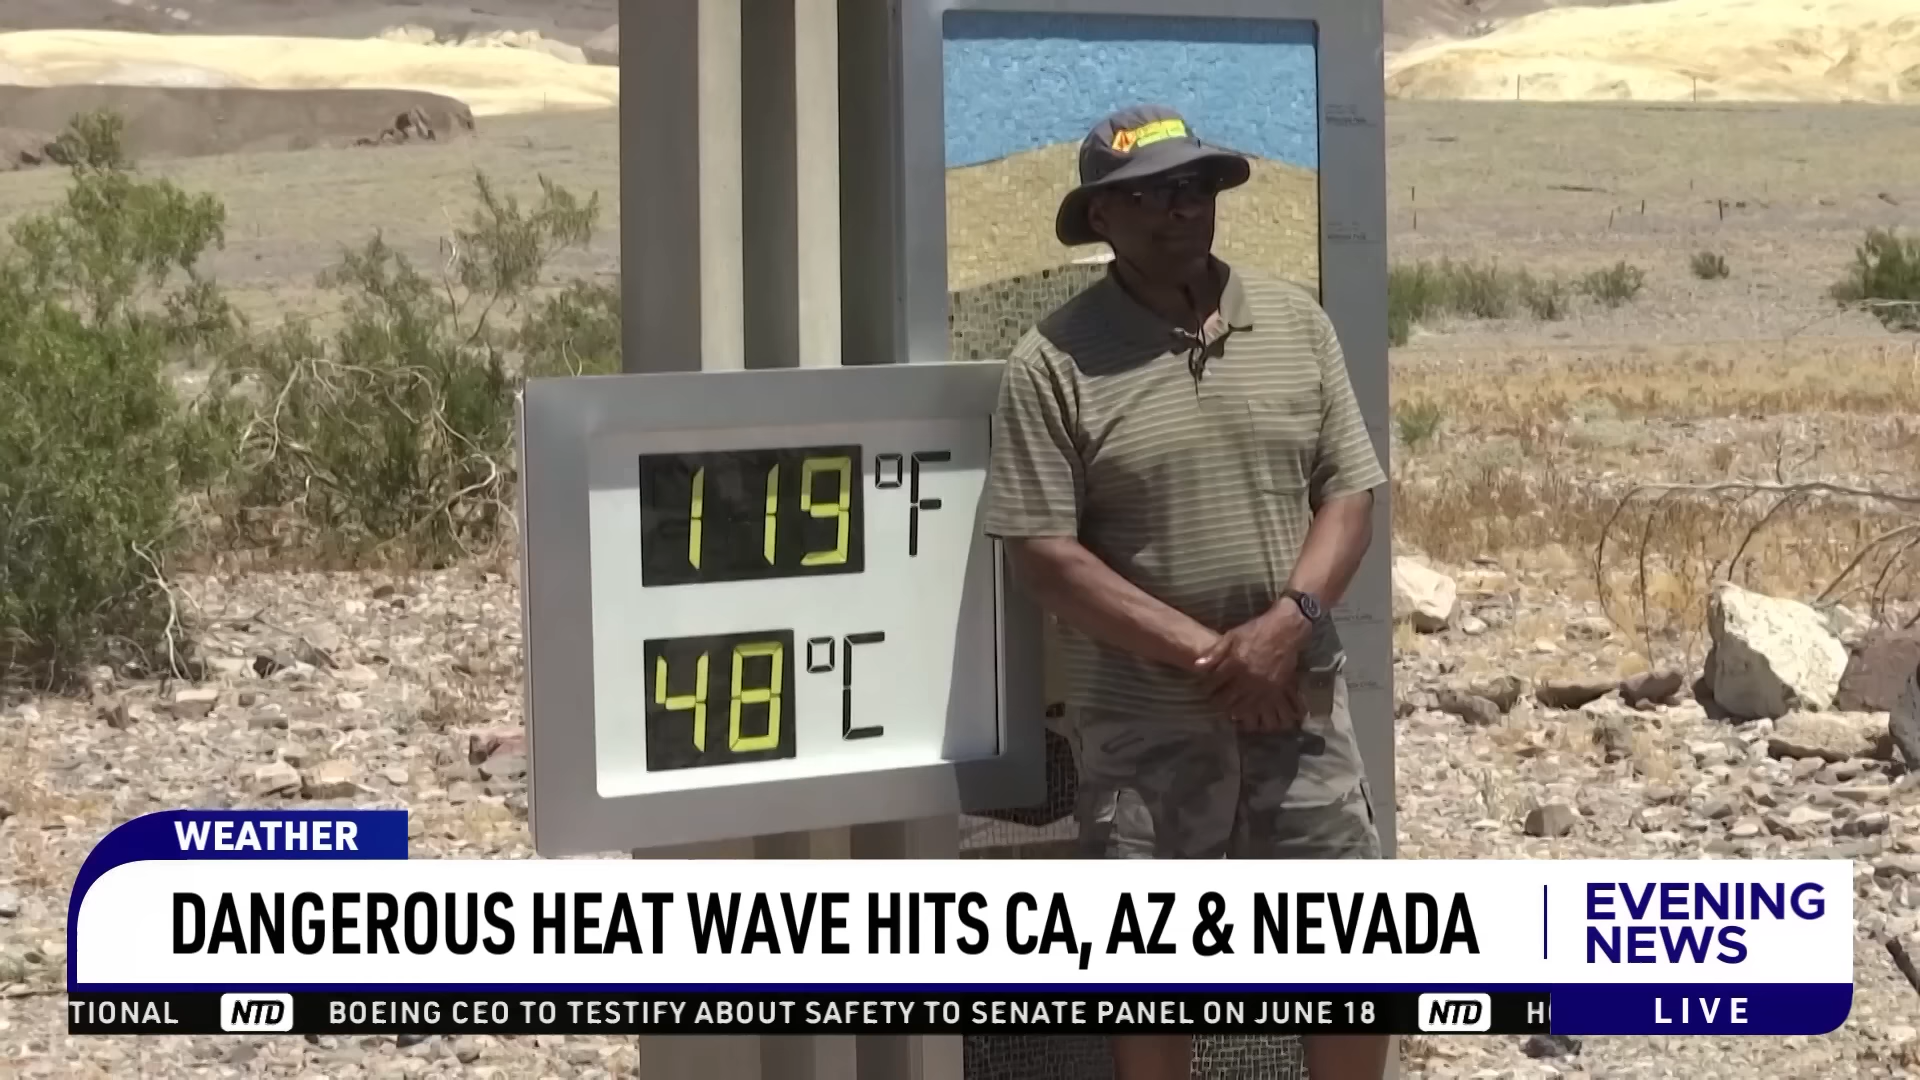 119°F
48°C
WEATHER
DANGEROUS HEAT WAVE HITS CA, AZ & NEVADA
EVENING
NEWS
TIONAL NTD BOEING CEO TO TESTIFY ABOUT SAFETY TO SENATE PANEL ON JUNE 18 NTD
LIVE